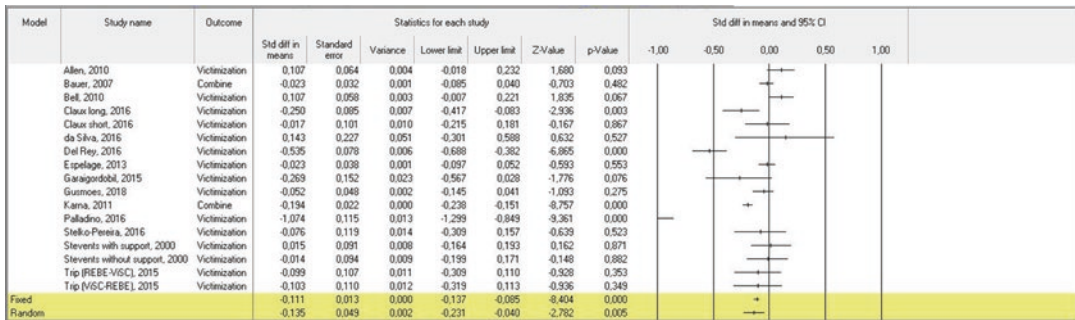 Model Study name Outcome Statistics for each study Std diff in means and 95% CI
Std diff in means Standard error Variance Lower limit Upper limit Z-Value p-Value -1,00 -0,50 0,00 0,50 1,00
Allen, 2010 Victimization 0,107 0,064 0,004 -0,018 0,232 1,680 0,093
Bauer, 2007 Combine -0,023 0,032 0,001 -0,085 0,040 -0,703 0,482
Bell, 2010 Victimization 0,107 0,058 0,003 -0,007 0,221 1,835 0,067
Claux long, 2016 Victimization -0,250 0,085 0,007 -0,417 -0,083 -2,936 0,003
Claux short, 2016 Victimization -0,017 0,101 0,010 -0,215 0,181 -0,167 0,867
da Silva, 2016 Victimization 0,143 0,227 0,051 -0,301 0,588 0,632 0,527
Del Rey, 2016 Victimization -0,535 0,078 0,006 -0,688 -0,382 -6,865 0,000
Espelage, 2013 Victimization -0,023 0,038 0,001 -0,097 0,052 -0,593 0,553
Garaigordobil, 2015 Victimization -0,269 0,152 0,023 -0,567 0,028 -1,776 0,076
Gusmoes, 2018 Victimization -0,052 0,048 0,002 -0,145 0,041 -1,093 0,275
Karna, 2011 Combine -0,194 0,022 0,000 -0,238 -0,151 -8,757 0,000
Palladino, 2016 Victimization -1,074 0,115 0,013 -1,299 -0,849 -9,361 0,000
Stelko-Pereira, 2016 Victimization -0,076 0,119 0,014 -0,309 0,157 -0,639 0,523
Stevents with support, 2000 Victimization 0,015 0,091 0,008 -0,164 0,193 0,162 0,871
Stevents without support, 2000 Victimization -0,014 0,094 0,009 -0,199 0,171 -0,148 0,882
Trip (REBE-ViSC), 2015 Victimization -0,099 0,107 0,011 -0,309 0,110 -0,928 0,353
Trip (ViSC-REBE), 2015 Victimization -0,103 0,110 0,012 -0,319 0,113 -0,936 0,349
Fixed -0,111 0,013 0,000 -0,137 -0,085 -8,404 0,000
Random -0,135 0,049 0,002 -0,231 -0,040 -2,782 0,005